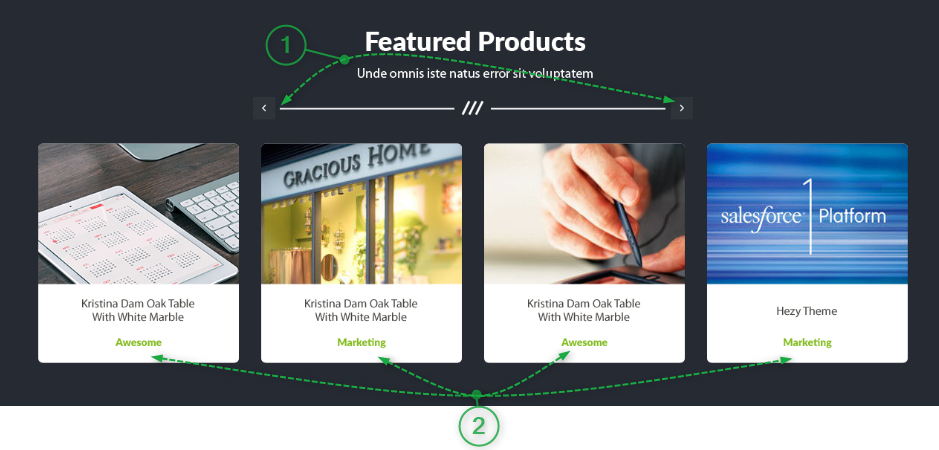 1
Featured Products
Unde omnis iste natus error sit voluptatem
GRACIOUS HOME
salesforce1 Platform
Kristina Dam Oak Table
With White Marble
Awesome
Kristina Dam Oak Table
With White Marble
Marketing
Kristina Dam Oak Table
With White Marble
Awesome
Hezy Theme
Marketing
2